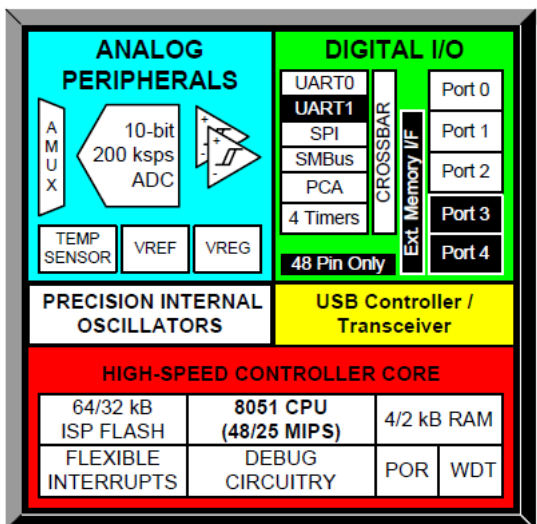 ANALOG
PERIPHERALS
A
M
U
X
10-bit
200 ksps
ADC
+
-
+
-
TEMP
SENSOR
VREF
VREG
DIGITAL I/O
UART0
UART1
SPI
SMBus
PCA
4 Timers
CROSSBAR
Ext. Memory I/F
Port 0
Port 1
Port 2
Port 3
Port 4
48 Pin Only
PRECISION INTERNAL
OSCILLATORS
USB Controller /
Transceiver
HIGH-SPEED CONTROLLER CORE
64/32 kB
ISP FLASH
8051 CPU
(48/25 MIPS)
4/2 kB RAM
FLEXIBLE
INTERRUPTS
DEBUG
CIRCUITRY
POR
WDT